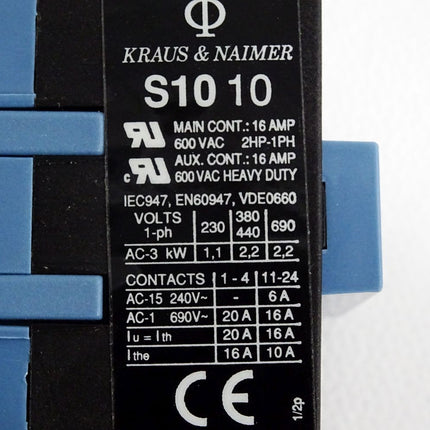 KRAUS & NAIMER
S10 10
MAIN CONT.: 16 AMP
600 VAC 2HP-1PH
AUX. CONT.: 16 AMP
c 600 VAC HEAVY DUTY
IEC947, EN60947, VDE0660
VOLTS 1-ph 230 380 440 690
AC-3 kW 1,1 2,2 2,2
CONTACTS 1 - 4 11-24
AC-15 240V~ - 6 A
AC-1 690V~ 20 A 16 A
Iu = Ith 20 A 16 A
Ithe 16 A 10 A
CE
1/2p